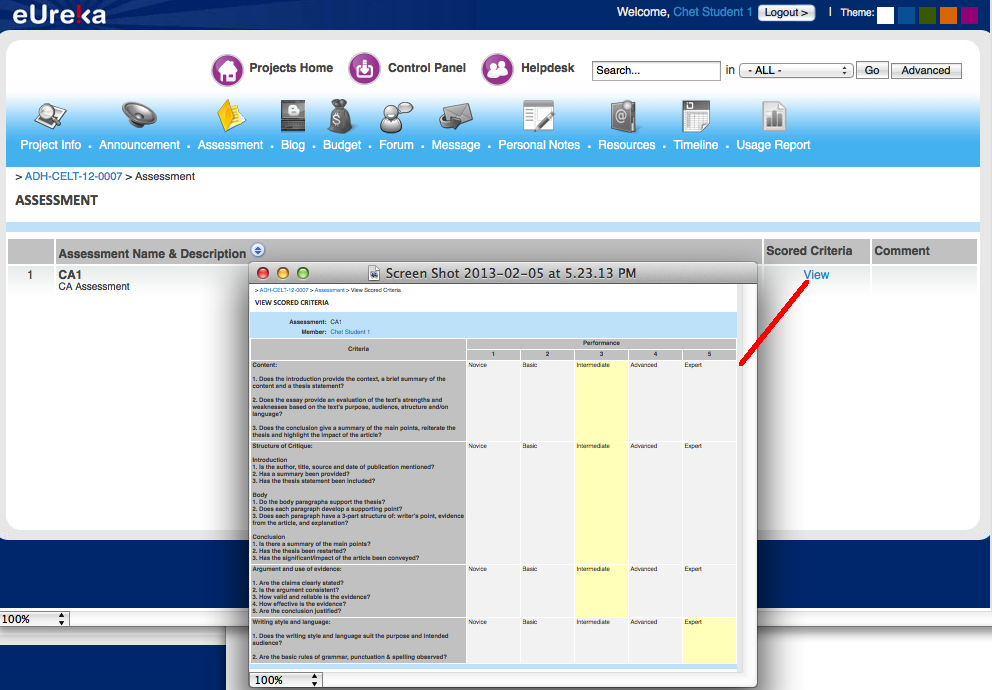 eUreka
Welcome, Chet Student 1 Logout > | Theme:
Projects Home Control Panel Helpdesk Search... in - ALL - Go Advanced
Project Info • Announcement • Assessment • Blog • Budget • Forum • Message • Personal Notes • Resources • Timeline • Usage Report
> ADH-CELT-12-0007 > Assessment
ASSESSMENT
Assessment Name & Description Scored Criteria Comment
1 CA1 View
CA Assessment
Screen Shot 2013-02-05 at 5.23.13 PM
> ADH-CELT-12-0007 > Assessment > View Scored Criteria
VIEW SCORED CRITERIA
Assessment: CA1
Member: Chet Student 1
Criteria Performance
1 2 3 4 5
Content: Novice Basic Intermediate Advanced Expert
1. Does the introduction provide the context, a brief summary of the
content and a thesis statement?
2. Does the essay provide an evaluation of the text's strengths and
weaknesses based on the text's purpose, audience, structure and/on
language?
3. Does the conclusion give a summary of the main points, reiterate the
thesis and highlight the impact of the article?
Structure of Critique: Novice Basic Intermediate Advanced Expert
Introduction
1. Is the author, title, source and date of publication mentioned?
2. Has a summary been provided?
3. Has the thesis statement been included?
Body
1. Do the body paragraphs support the thesis?
2. Does each paragraph develop a supporting point?
3. Does each paragraph have a 3-part structure of: writer's point, evidence
from the article, and explanation?
Conclusion
1. Is there a summary of the main points?
2. Has the thesis been restarted?
3. Has the significant/impact of the article been conveyed?
Argument and use of evidence: Novice Basic Intermediate Advanced Expert
1. Are the claims clearly stated?
2. Is the argument consistent?
3. How valid and reliable is the evidence?
4. How effective is the evidence?
5. Are the conclusion justified?
Writing style and language: Novice Basic Intermediate Advanced Expert
1. Does the writing style and language suit the purpose and intended
audience?
2. Are the basic rules of grammar, punctuation & spelling observed?
100%
100%